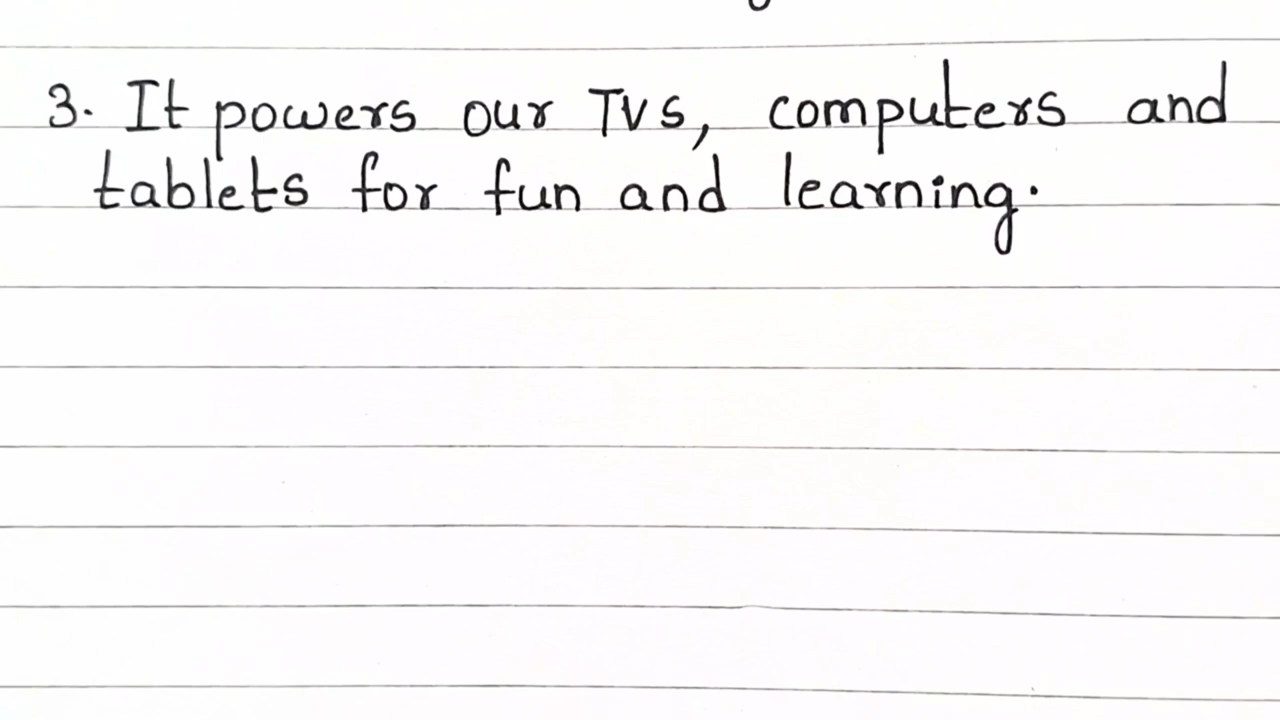 3. It powers our TVs, computers and
tablets for fun and learning.